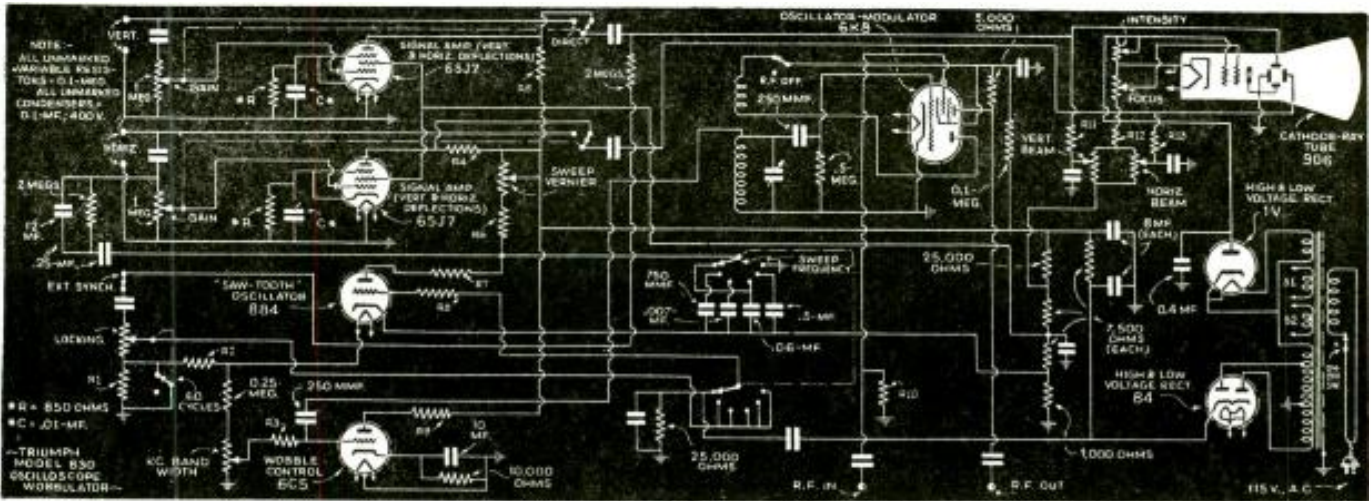 NOTE:-
ALL UNMARKED
VARIABLE RESIS-
TORS = 0.1-MEG.
ALL UNMARKED
CONDENSERS =
0.1-MF., 400 V.
VERT.
1
MEG.
GAIN
* R
C *
SIGNAL AMP. (VERT.
& HORIZ. DEFLECTIONS)
6SJ7
DIRECT
R5
2 MEGS.
OSCILLATOR-MODULATOR
6K8
R.F. OFF
250 MMF.
5,000
OHMS
INTENSITY
FOCUS
CATHODE-RAY
TUBE
906
HORIZ.
2 MEGS.
.25-MF.
1
MEG.
GAIN
* R
C *
SIGNAL AMP.
(VERT. & HORIZ.
DEFLECTIONS)
6SJ7
R4
SWEEP
VERNIER
R6
.5
MEG.
0.1-
MEG.
VERT.
BEAM
R11
R12
R13
HORIZ.
BEAM
HIGH & LOW
VOLTAGE RECT.
1V
8 MF.
(EACH)
EXT. SYNCH.
"SAW-TOOTH"
OSCILLATOR
884
R7
R8
SWEEP
FREQUENCY
750
MMF.
.007-
MF.
.06-MF.
.5-MF.
25,000
OHMS
7,500
OHMS
(EACH)
0.4 MF.
LOCKING
R1
R2
60
CYCLES
0.25
MEG.
250 MMF.
* R = 850 OHMS
* C = .01-MF.
~TRIUMPH
MODEL 830
OSCILLOSCOPE
WOBBULATOR~
KC. BAND
WIDTH
R3
WOBBLE
CONTROL
6C5
R9
10
MF.
10,000
OHMS
25,000
OHMS
R10
R.F. IN
R.F. OUT
1,000 OHMS
HIGH & LOW
VOLTAGE RECT.
84
115 V., A.C.